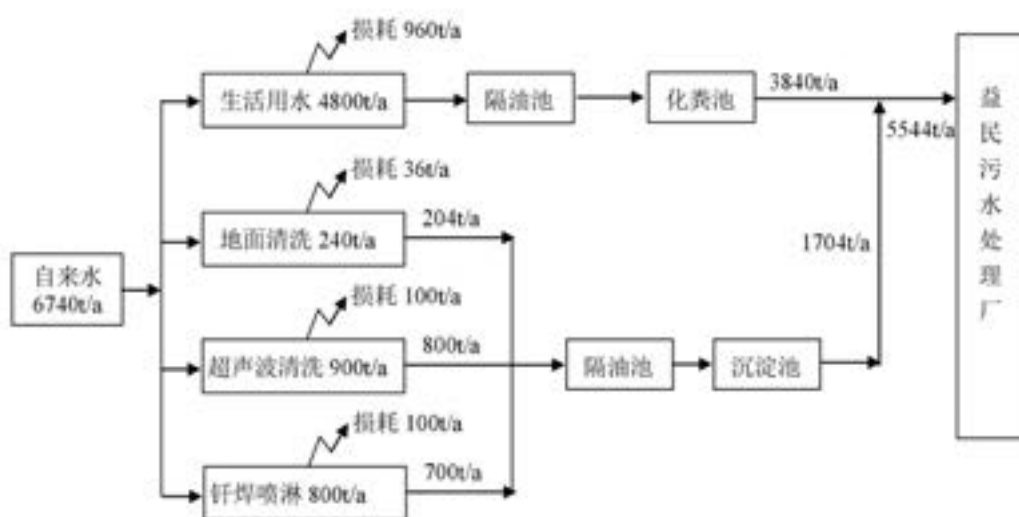 损耗 960t/a
生活用水 4800t/a
隔油池
化粪池
3840t/a
5544t/a
益民污水处理厂
损耗 36t/a
地面清洗 240t/a
204t/a
1704t/a
自来水
6740t/a
损耗 100t/a
超声波清洗 900t/a
800t/a
隔油池
沉淀池
损耗 100t/a
钎焊喷淋 800t/a
700t/a